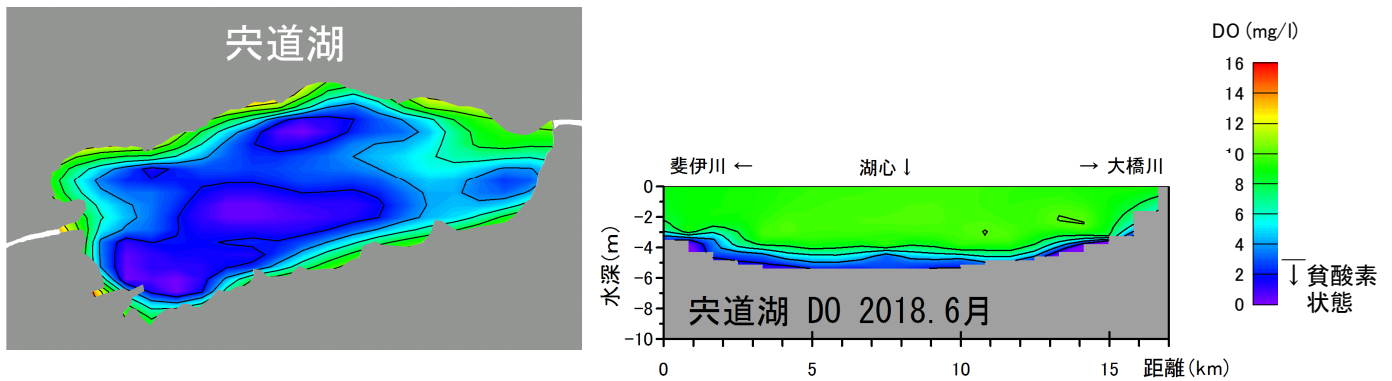 宍道湖
DO (mg/l)
16
14
12
10
8
6
4
2
0
↓貧酸素
状態
斐伊川 ←
湖心↓
→ 大橋川
水深(m)
0
-2
-4
-6
-8
-10
宍道湖 DO 2018.6月
0
5
10
15
距離(km)